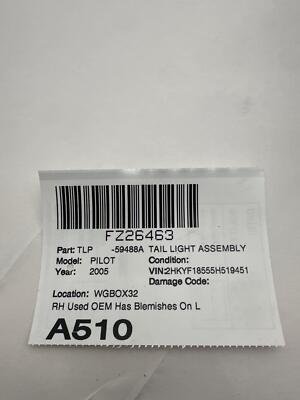 FZ26463
Part: TLP -59488A TAIL LIGHT ASSEMBLY
Model: PILOT Condition:
Year: 2005 VIN:2HKYF18555H519451
Damage Code:
Location: WGBOX32
RH Used OEM Has Blemishes On L
A510